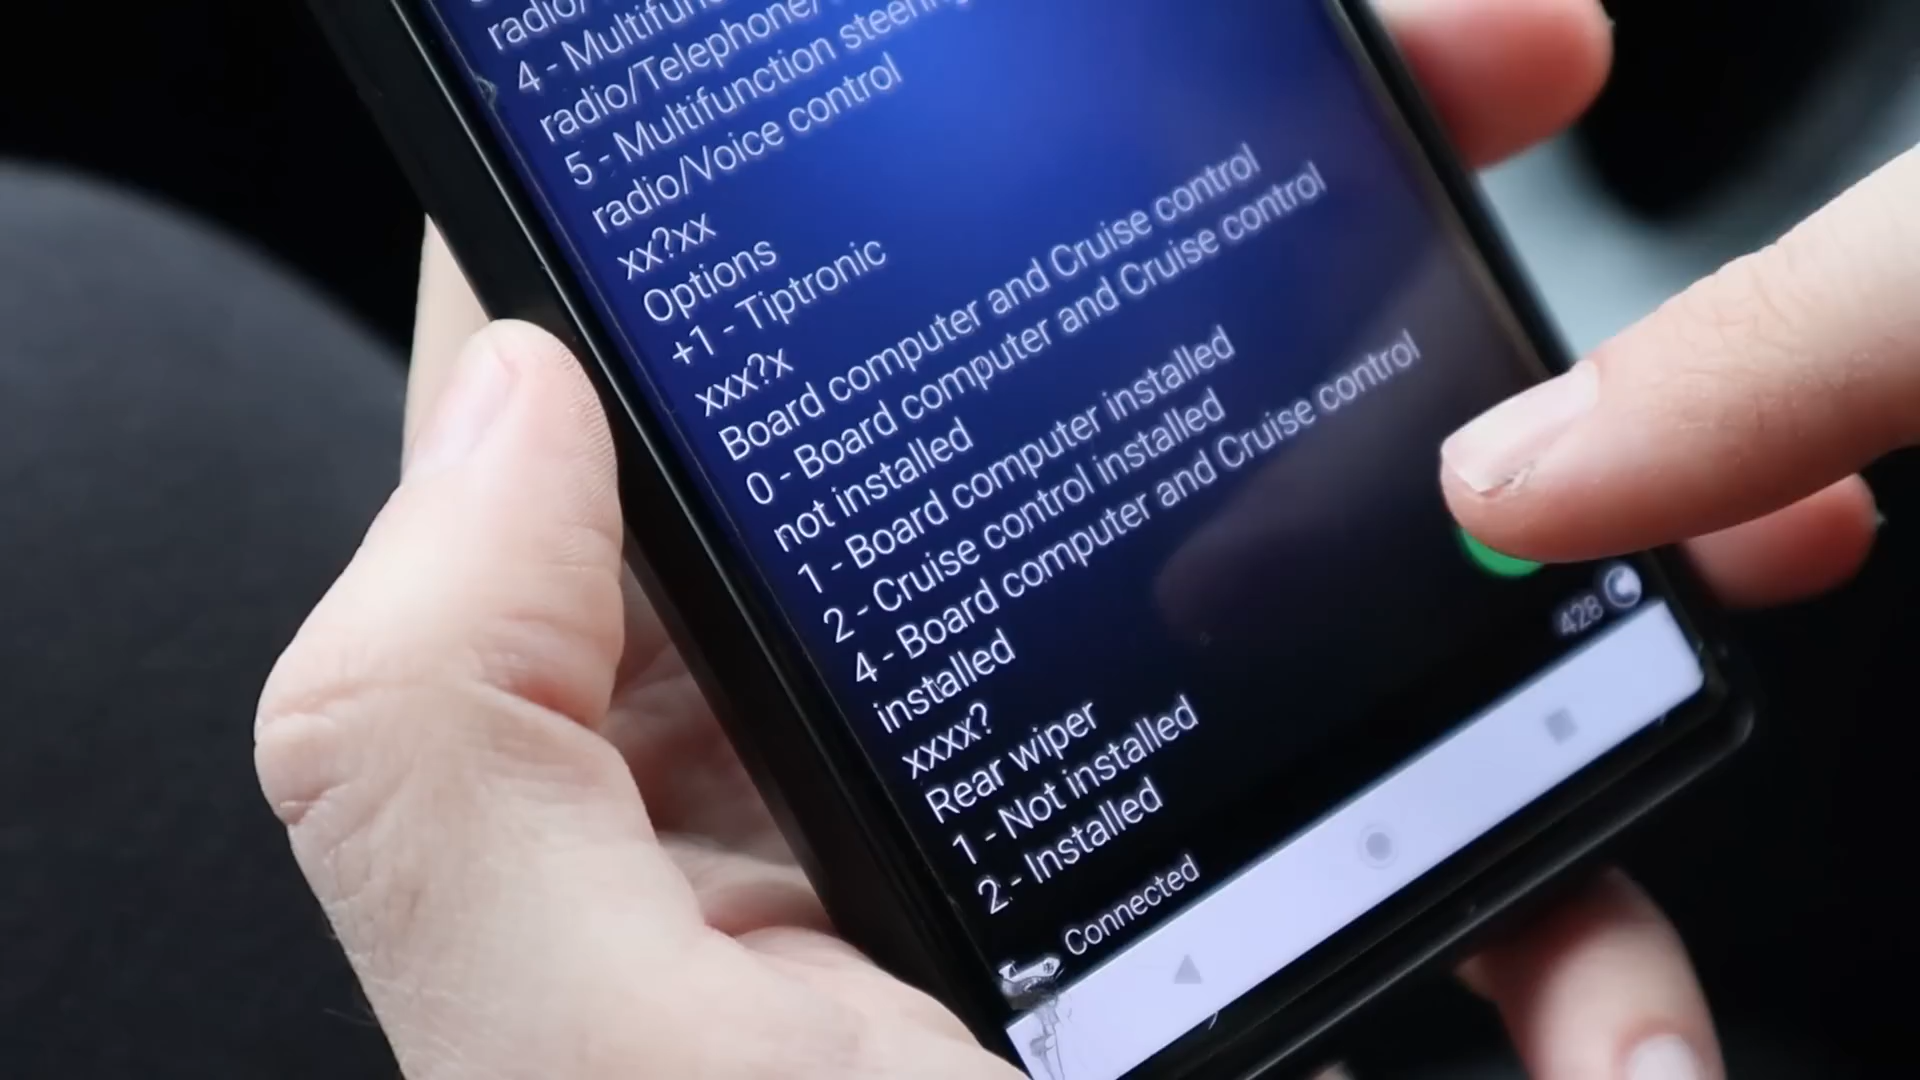 radio/
4 - Multifun
radio/Telephone/
5 - Multifunction steering
radio/Voice control
xx?xx
Options
+1 - Tiptronic
xxx?x
Board computer and Cruise control
0 - Board computer and Cruise control
not installed
1 - Board computer installed
2 - Cruise control installed
4 - Board computer and Cruise control
installed
xxxx?
Rear wiper
1 - Not installed
2 - Installed
Connected
428